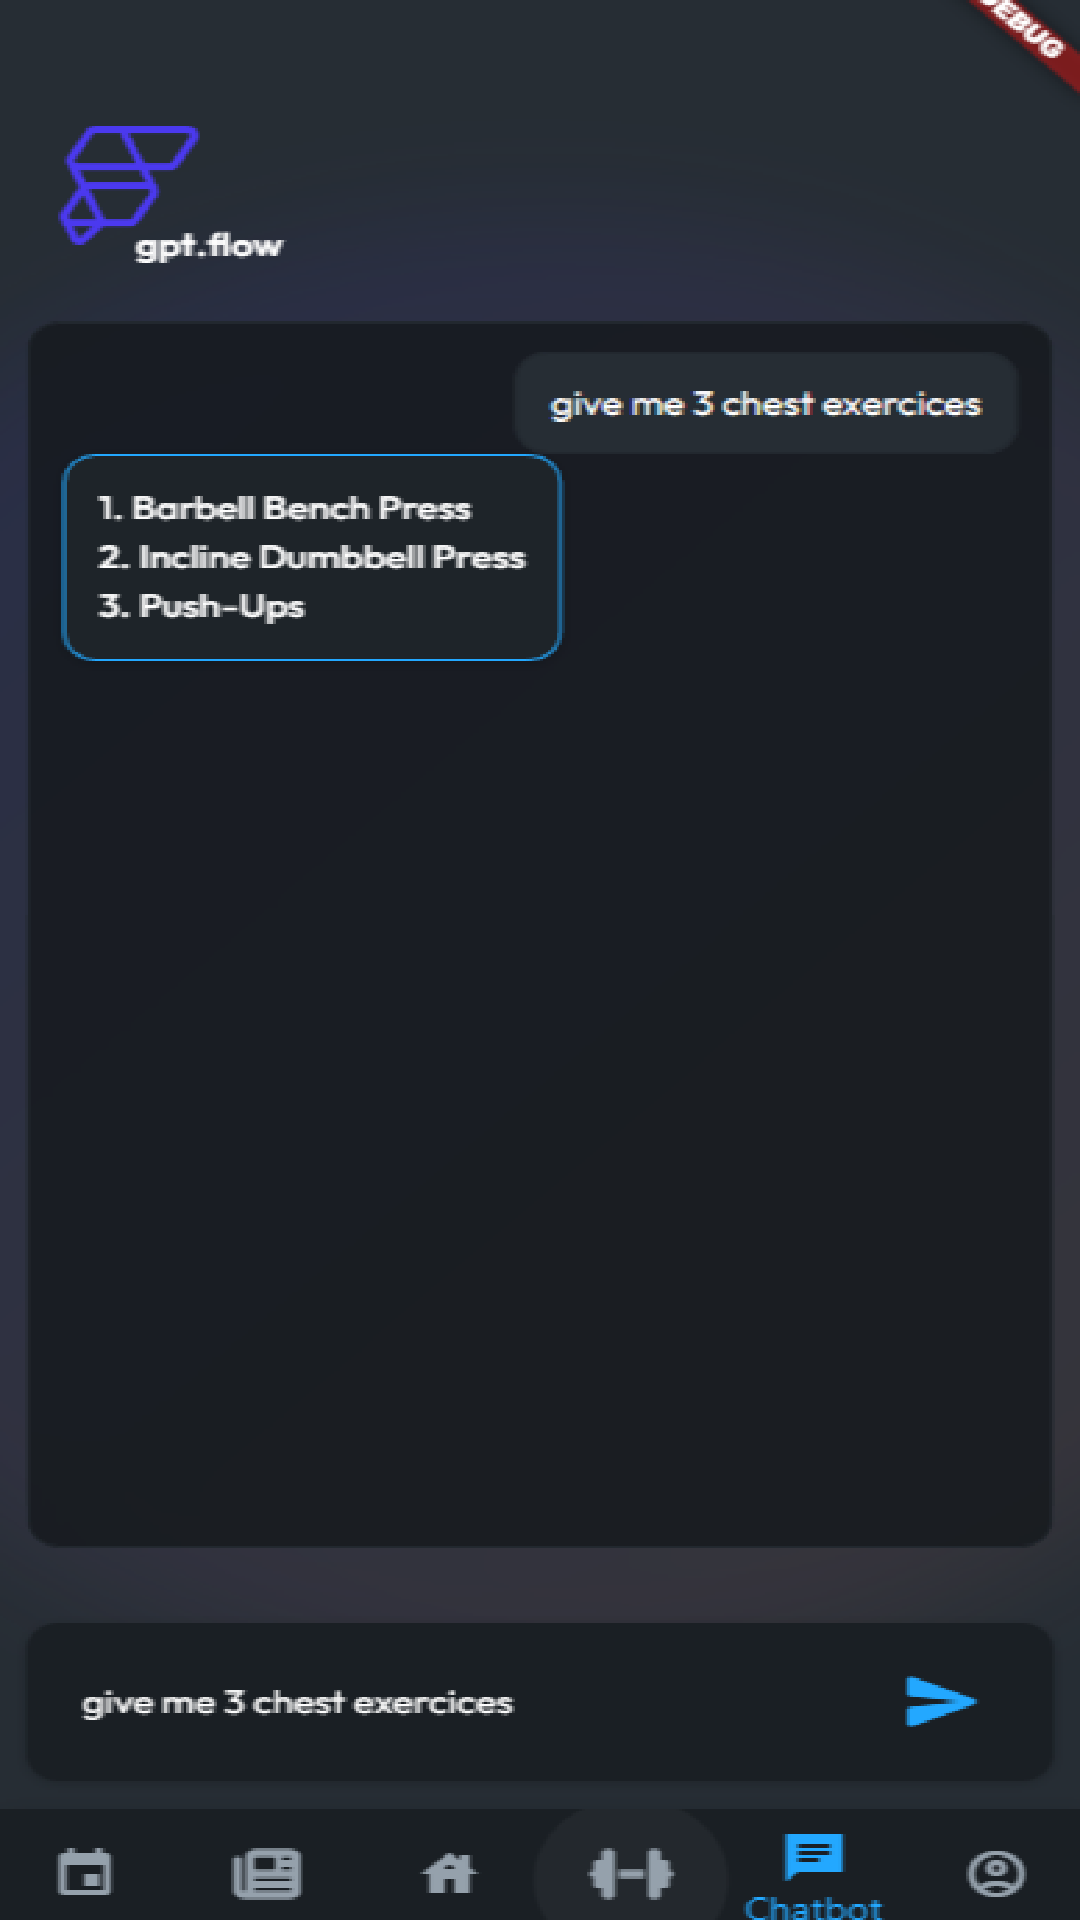 DEBUG
gpt.flow
give me 3 chest exercices
1. Barbell Bench Press
2. Incline Dumbbell Press
3. Push-Ups
give me 3 chest exercices
Chatbot